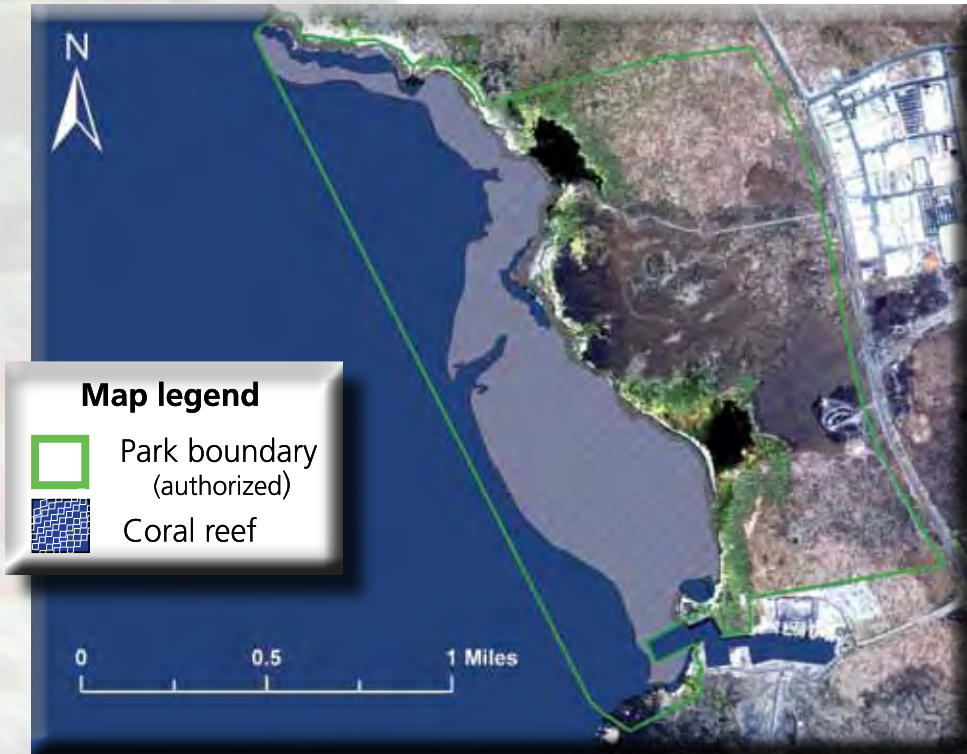 N
Map legend
Park boundary
(authorized)
Coral reef
0 0.5 1 Miles